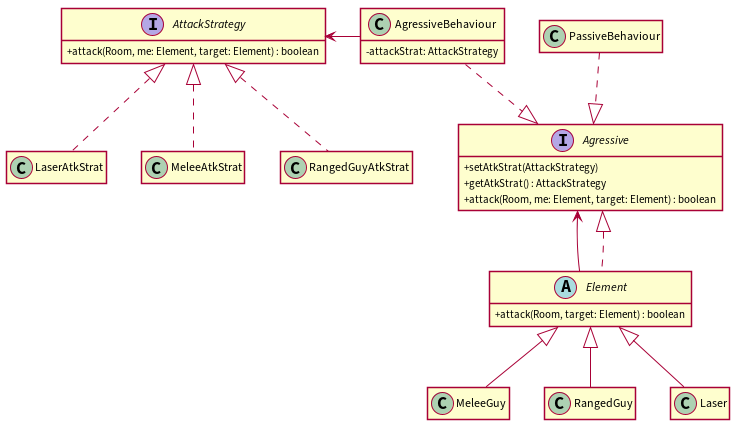 I AttackStrategy
+attack(Room, me: Element, target: Element) : boolean
C AgressiveBehaviour
-attackStrat: AttackStrategy
C PassiveBehaviour
I Agressive
+setAtkStrat(AttackStrategy)
+getAtkStrat() : AttackStrategy
+attack(Room, me: Element, target: Element) : boolean
C LaserAtkStrat
C MeleeAtkStrat
C RangedGuyAtkStrat
A Element
+attack(Room, target: Element) : boolean
C MeleeGuy
C RangedGuy
C Laser